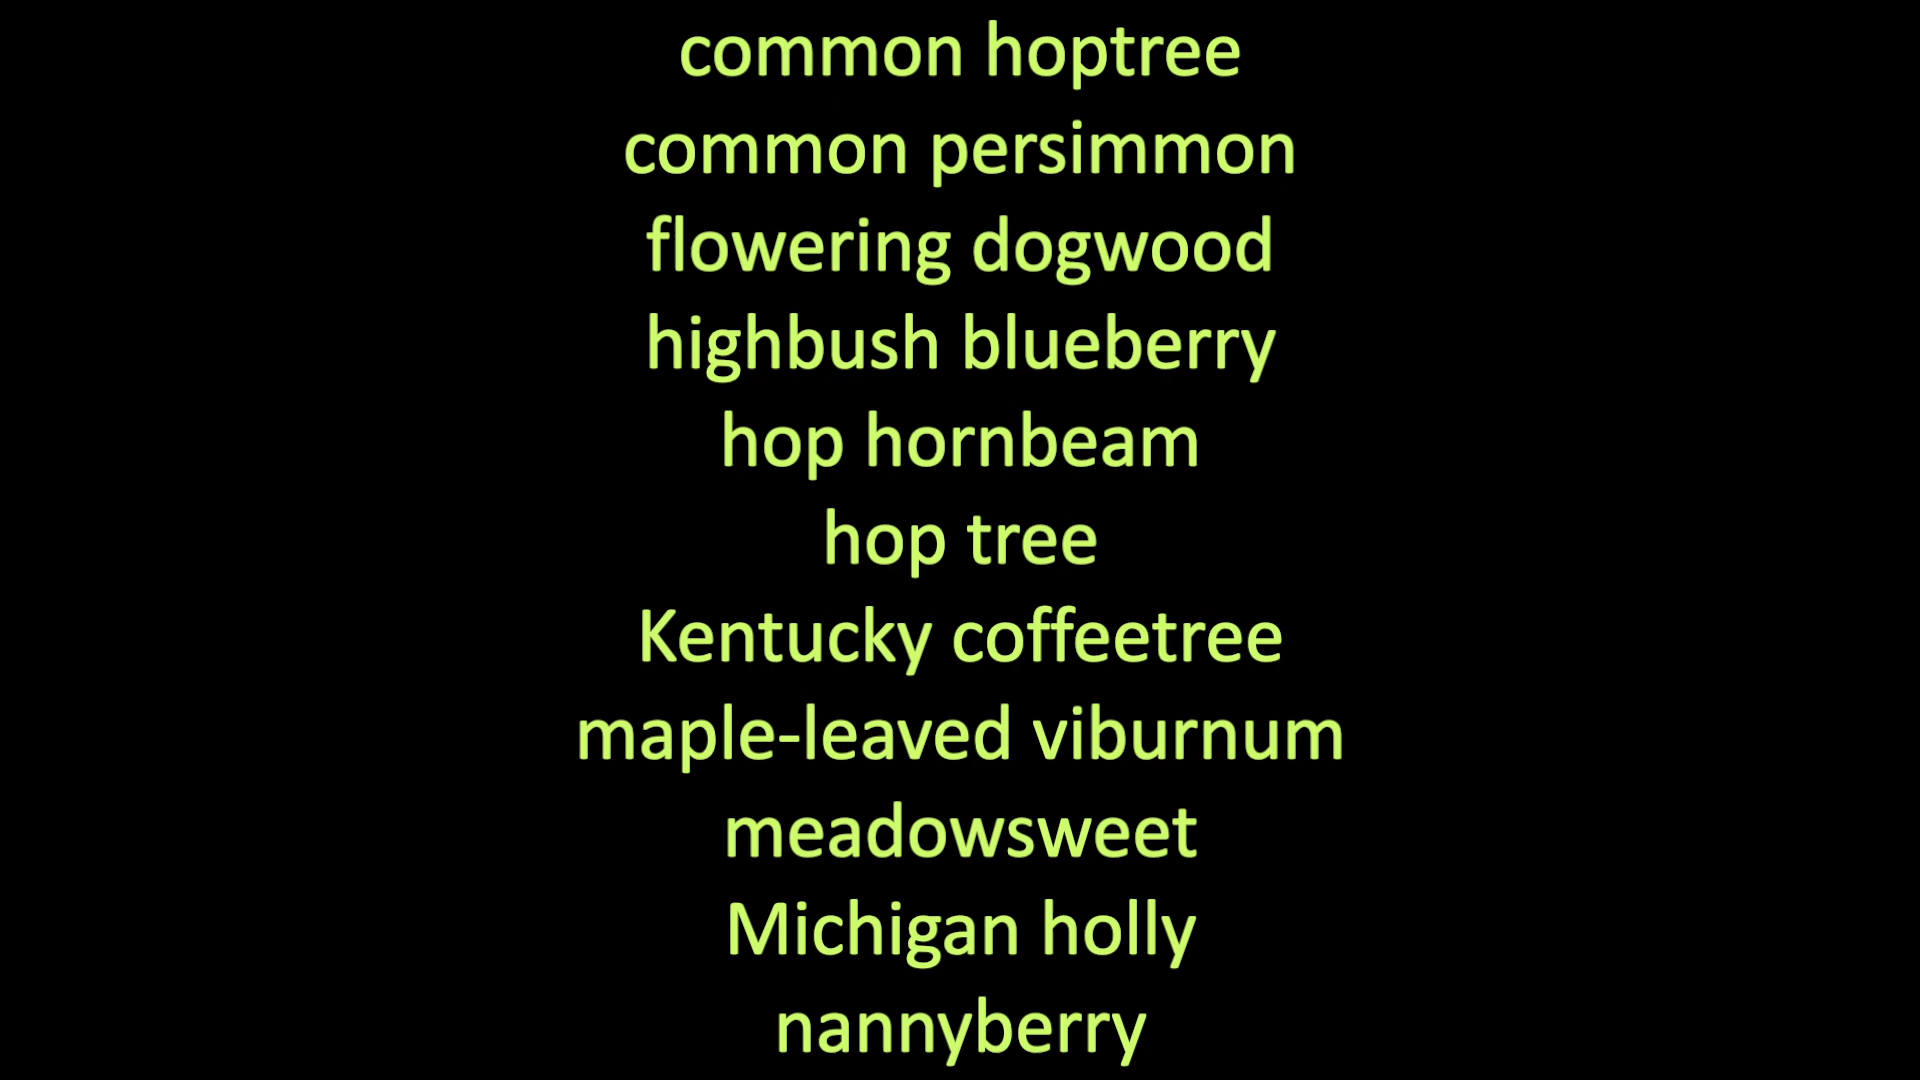 common hoptree
common persimmon
flowering dogwood
highbush blueberry
hop hornbeam
hop tree
Kentucky coffeetree
maple-leaved viburnum
meadowsweet
Michigan holly
nannyberry